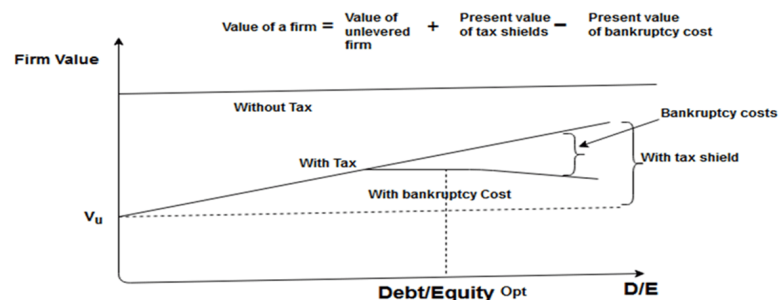 Value of a firm = Value of unlevered firm + Present value of tax shields − Present value of bankruptcy cost
Firm Value
Without Tax
Bankruptcy costs
With Tax
With tax shield
With bankruptcy Cost
Vu
Debt/Equity Opt
D/E